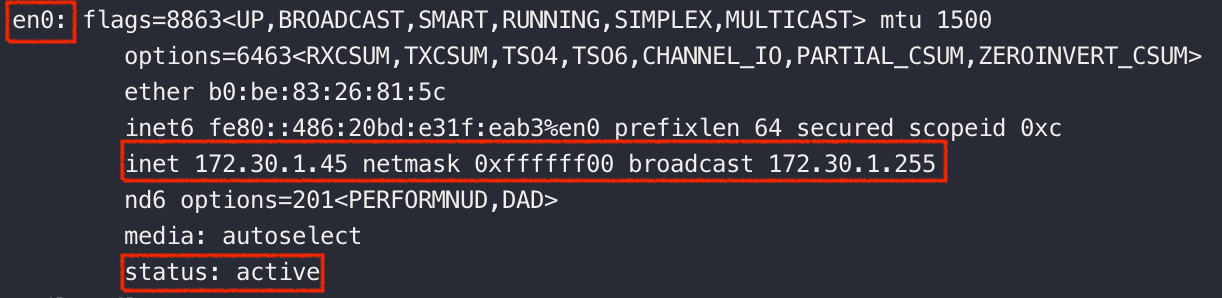 en0: flags=8863<UP,BROADCAST,SMART,RUNNING,SIMPLEX,MULTICAST> mtu 1500
options=6463<RXCSUM,TXCSUM,TSO4,TSO6,CHANNEL_IO,PARTIAL_CSUM,ZEROINVERT_CSUM>
ether b0:be:83:26:81:5c
inet6 fe80::486:20bd:e31f:eab3%en0 prefixlen 64 secured scopeid 0xc
inet 172.30.1.45 netmask 0xffffff00 broadcast 172.30.1.255
nd6 options=201<PERFORMNUD,DAD>
media: autoselect
status: active